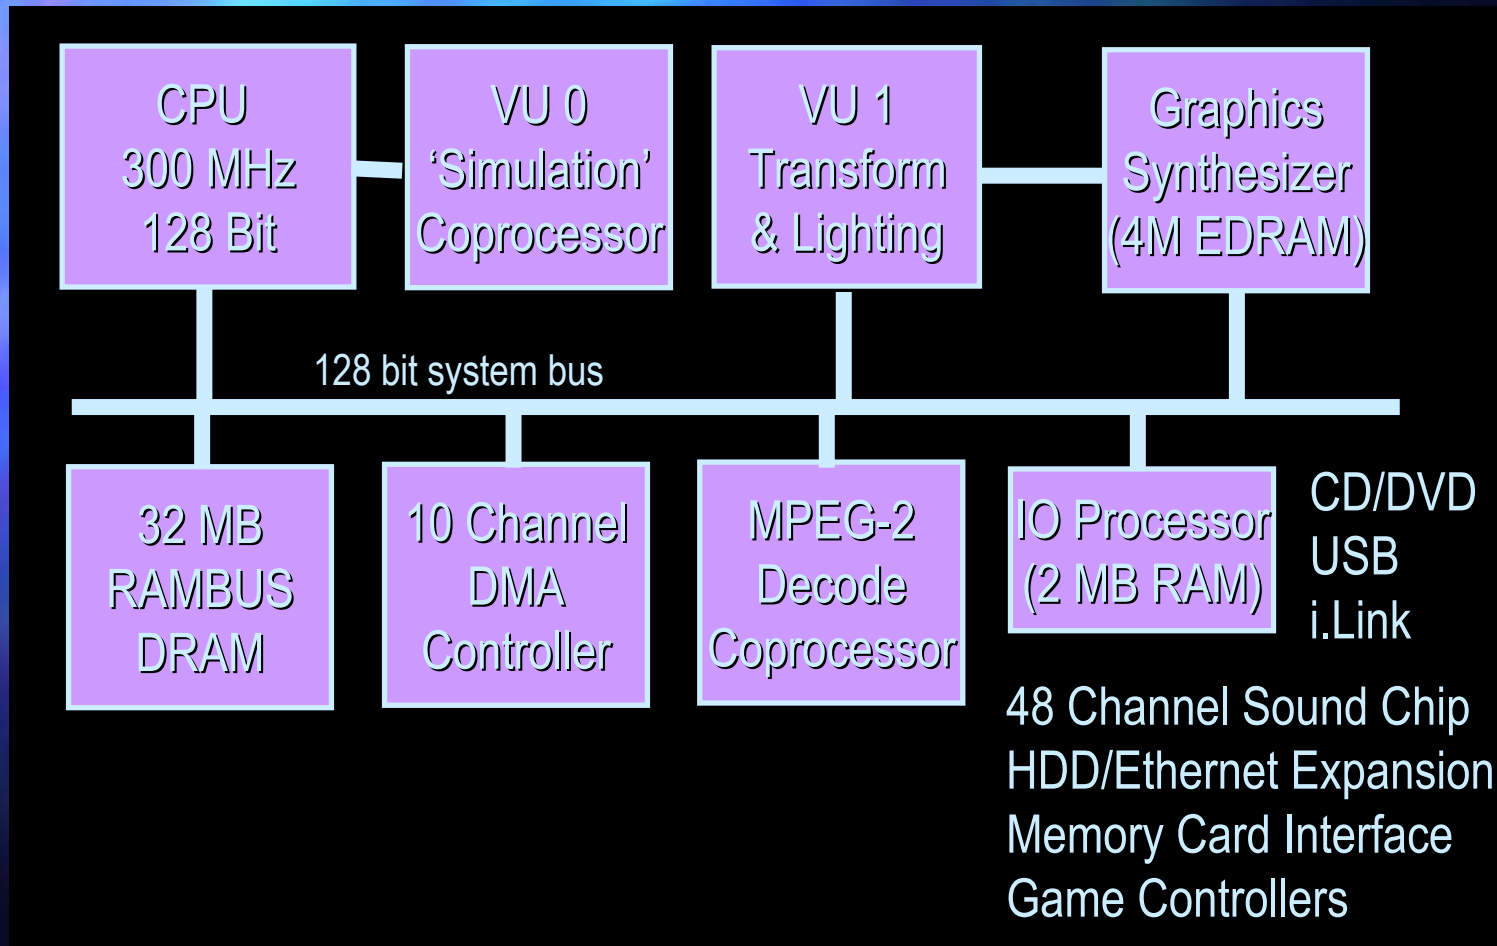 CPU
300 MHz
128 Bit
VU 0
‘Simulation’
Coprocessor
VU 1
Transform
& Lighting
Graphics
Synthesizer
(4M EDRAM)
128 bit system bus
32 MB
RAMBUS
DRAM
10 Channel
DMA
Controller
MPEG-2
Decode
Coprocessor
IO Processor
(2 MB RAM)
CD/DVD
USB
i.Link
48 Channel Sound Chip
HDD/Ethernet Expansion
Memory Card Interface
Game Controllers